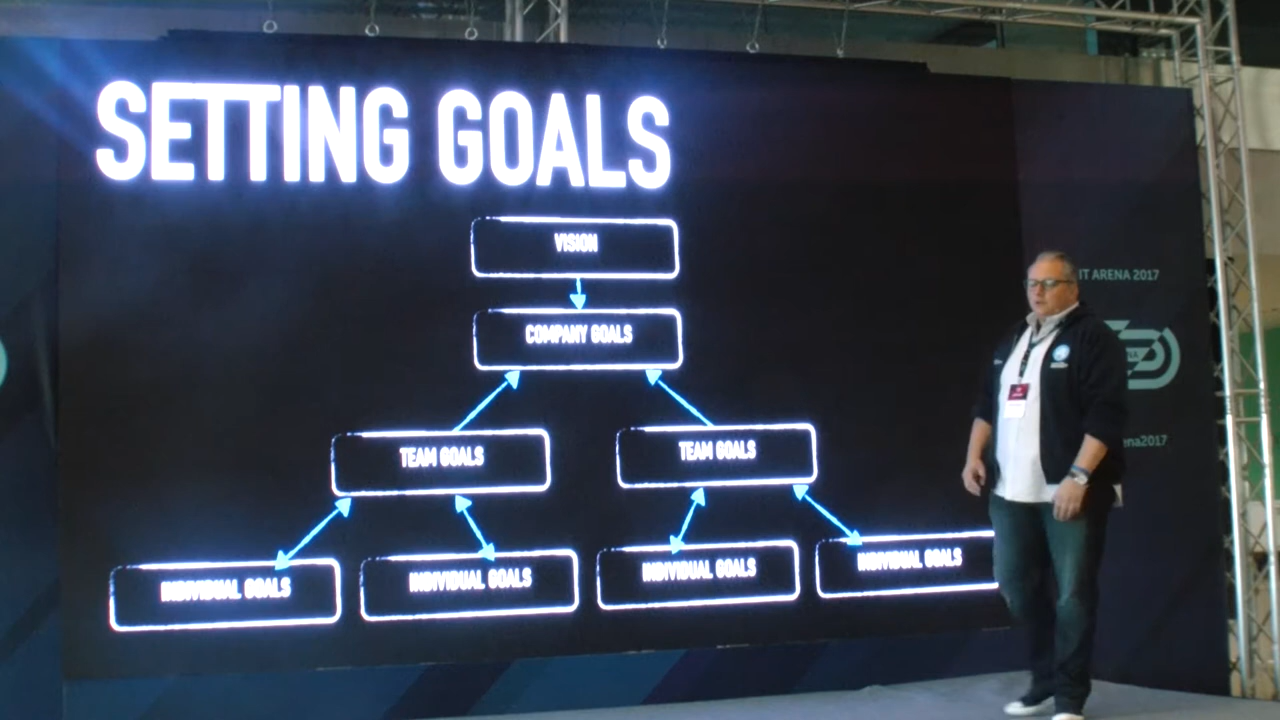 SETTING GOALS
VISION
COMPANY GOALS
TEAM GOALS
TEAM GOALS
INDIVIDUAL GOALS
INDIVIDUAL GOALS
INDIVIDUAL GOALS
INDIVIDUAL GOALS
IT ARENA 2017
ena2017